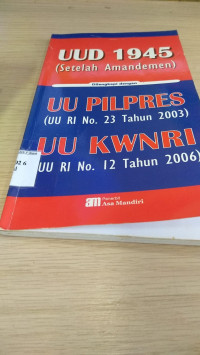 UUD 1945
(Setelah Amandemen)
Dilengkapi dengan
UU PILPRES
(UU RI No. 23 Tahun 2003)
UU KWNRI
(UU RI No. 12 Tahun 2006)
Penerbit
Asa Mandiri